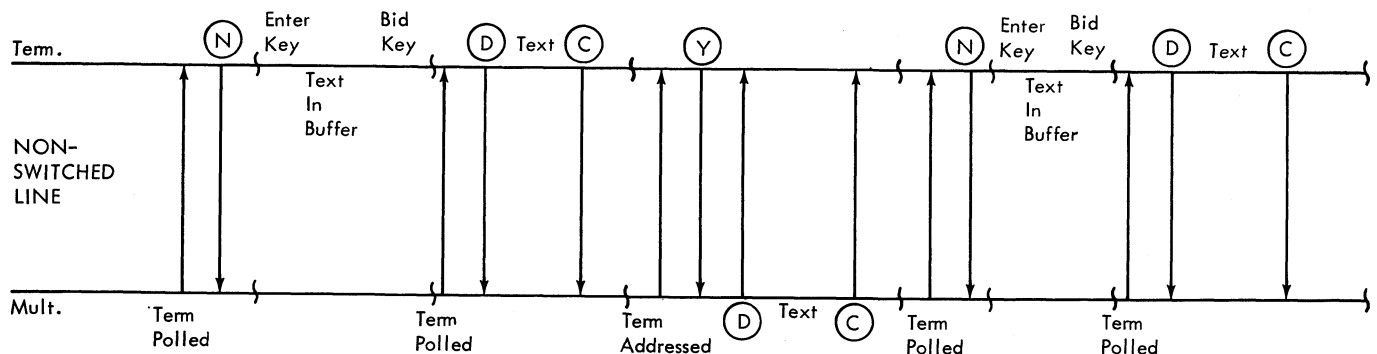 Term.
N
Enter
Key
Bid
Key
D
Text
C
Y
N
Enter
Key
Bid
Key
D
Text
C
Text
In
Buffer
Text
In
Buffer
NON-
SWITCHED
LINE
Mult.
Term
Polled
Term
Polled
Term
Addressed
D
Text
C
Term
Polled
Term
Polled